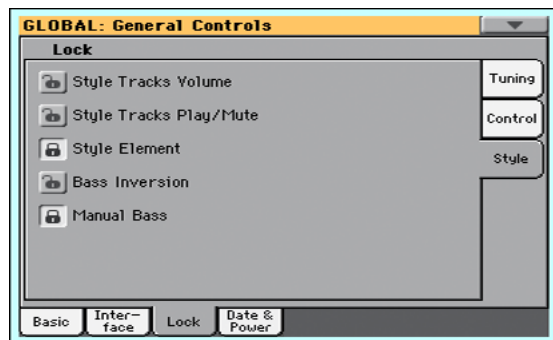 GLOBAL: General Controls
Lock
Style Tracks Volume
Style Tracks Play/Mute
Style Element
Bass Inversion
Manual Bass
Tuning
Control
Style
Basic
Inter-
face
Lock
Date &
Power